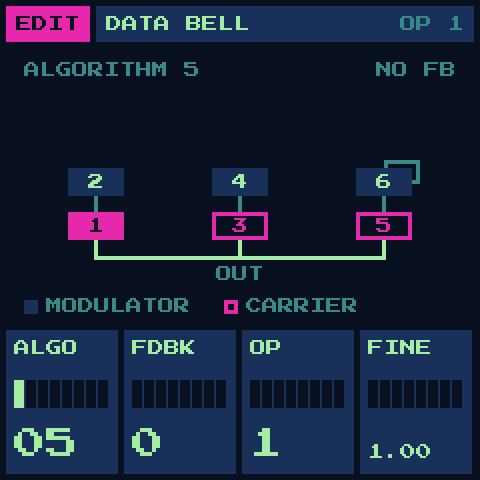 EDIT DATA BELL OP 1
ALGORITHM 5 NO FB
2 4 6
1 3 5
OUT
MODULATOR CARRIER
ALGO FDBK OP FINE
05 0 1 1.00